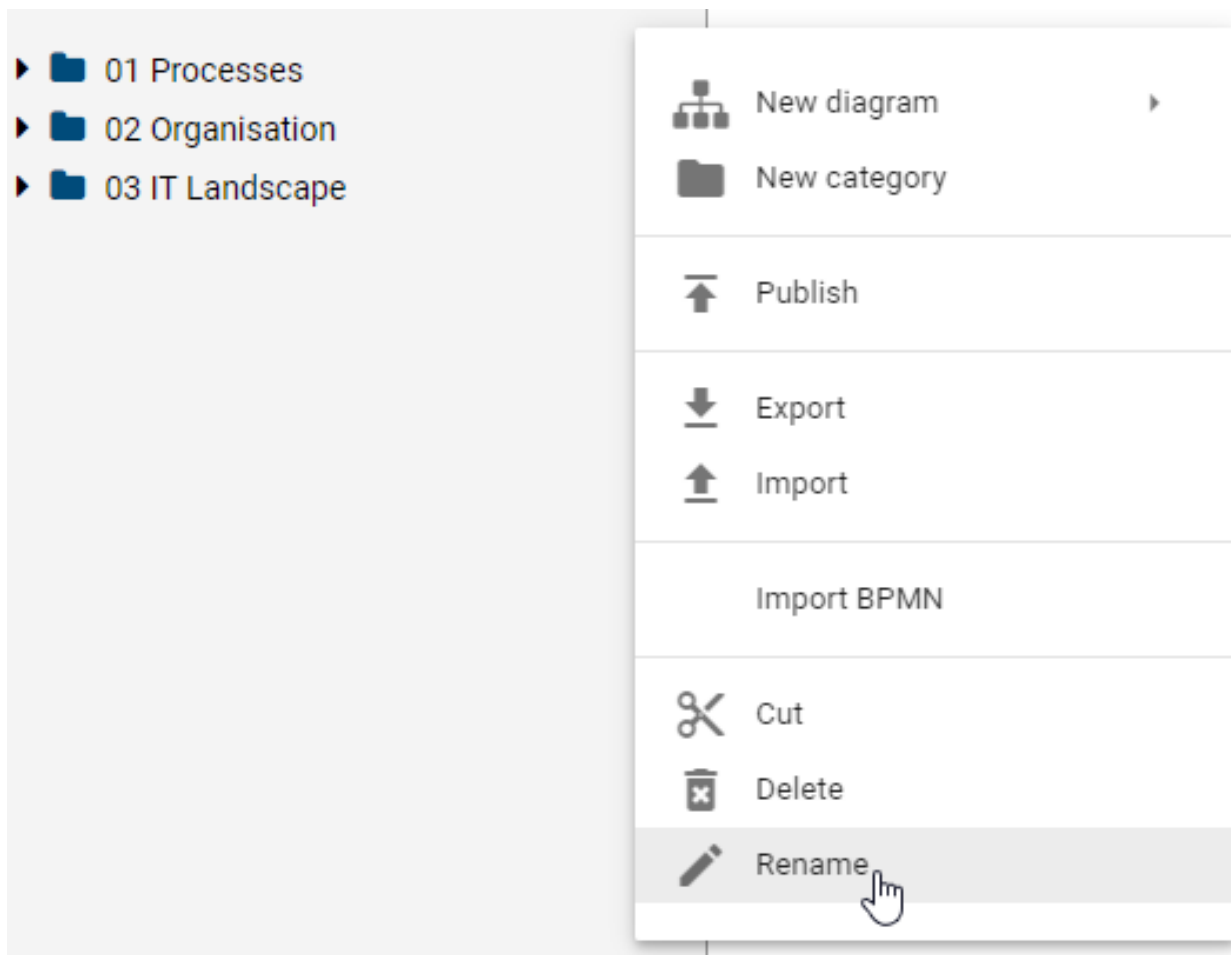 01 Processes
02 Organisation
03 IT Landscape
New diagram
New category
Publish
Export
Import
Import BPMN
Cut
Delete
Rename